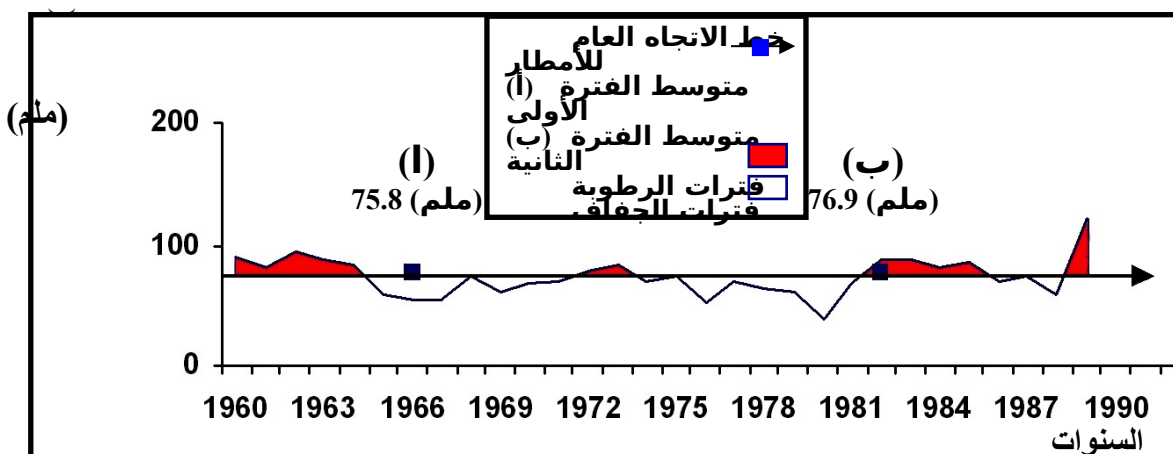 خط الاتجاه العام
للأمطار
(أ) متوسط الفترة
الأولى
(ب) متوسط الفترة
الثانية
فترات الرطوبة
فترات الجفاف
(ملم)
200
100
0
(ا)
75.8 (ملم)
(ب)
76.9 (ملم)
1960 1963 1966 1969 1972 1975 1978 1981 1984 1987 1990
السنوات